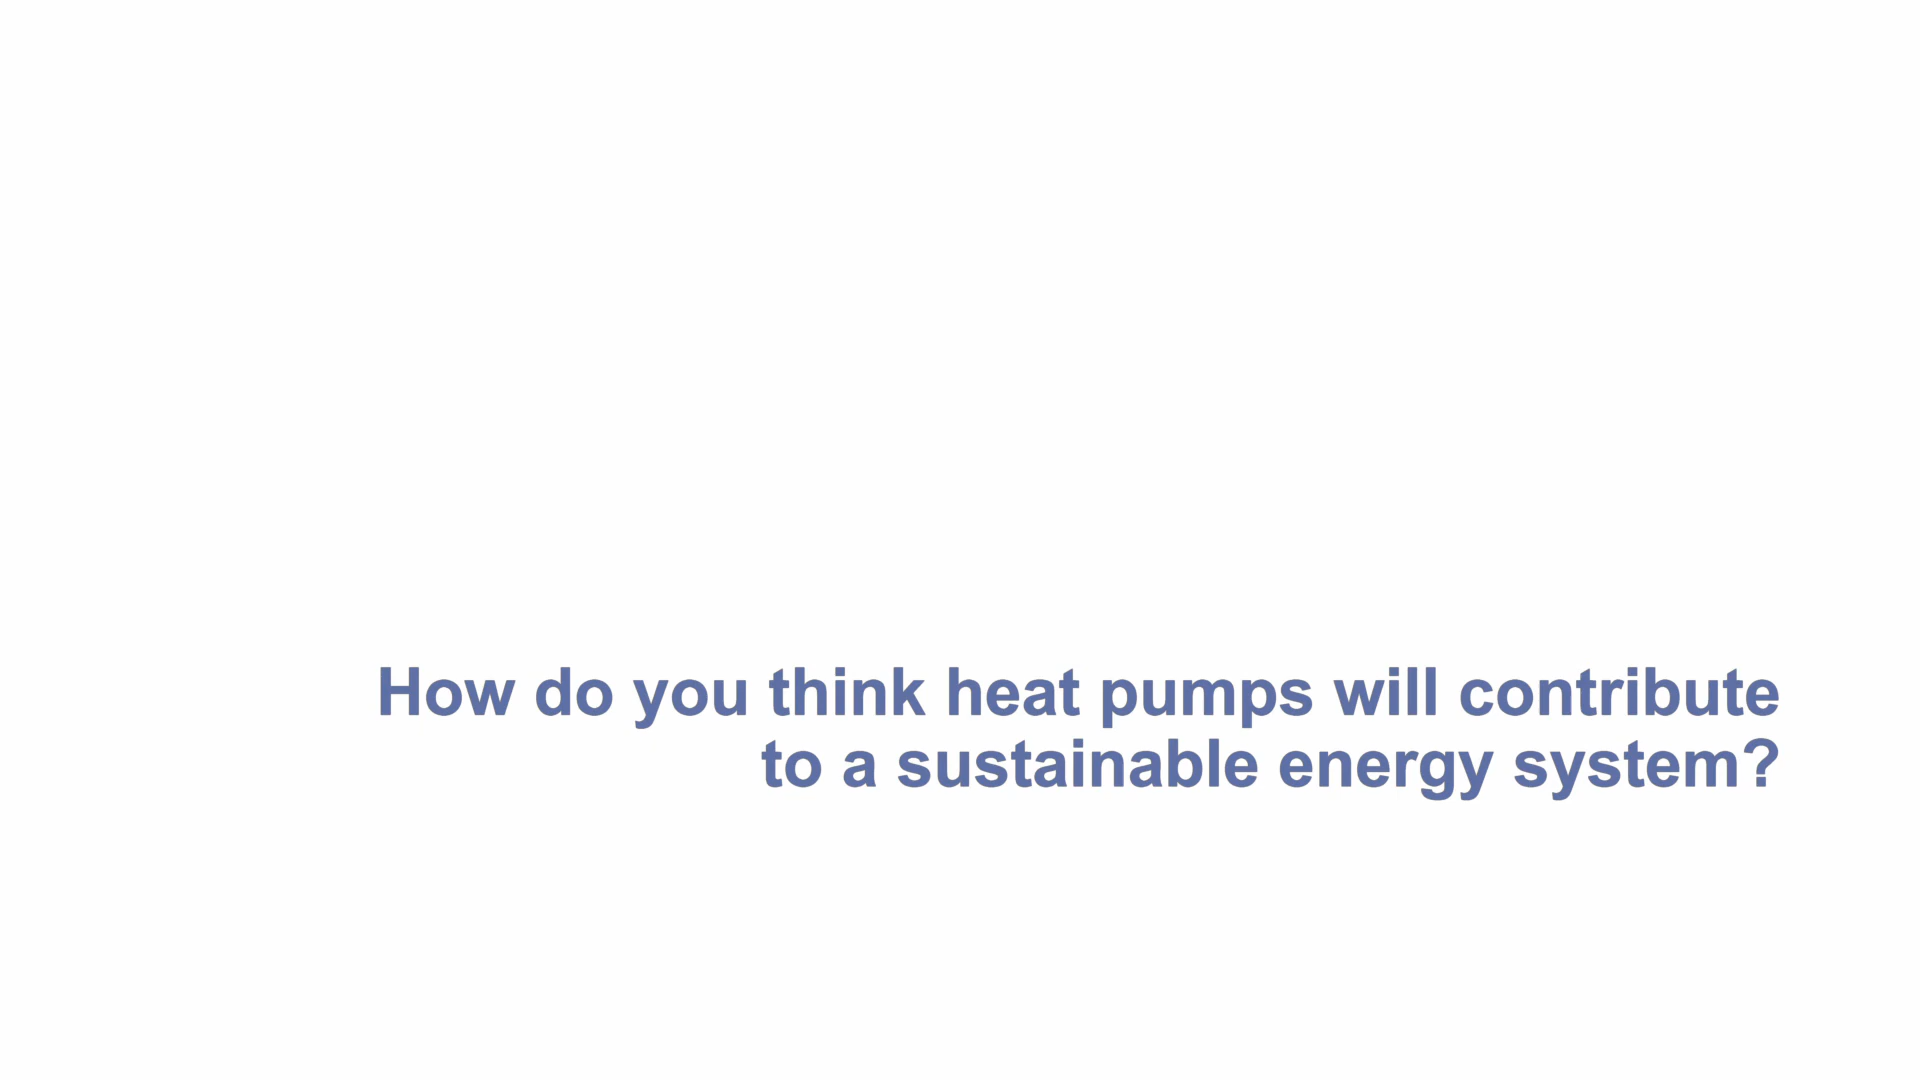 How do you think heat pumps will contribute
to a sustainable energy system?